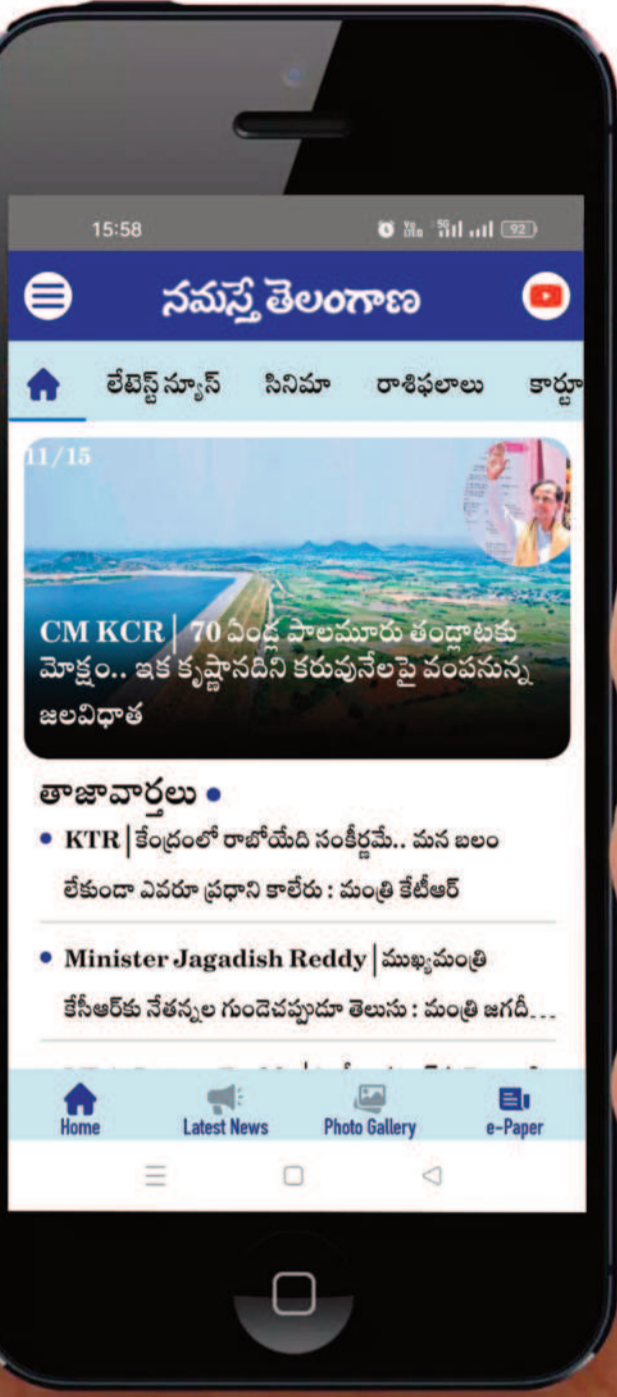 15:58
92
నమస్తే తెలంగాణ
లేటెస్ట్ న్యూస్ సినిమా రాశిఫలాలు కార్టూ
11/15
CM KCR | 70 ఏండ్ల పాలమూరు తండ్లాటకు
మోక్షం.. ఇక కృష్ణానదిని కరువునేలపై వంపనున్న
జలవిధాత
తాజావార్తలు •
• KTR | కేంద్రంలో రాబోయేది సంకీర్ణమే.. మన బలం
లేకుండా ఎవరూ ప్రధాని కాలేరు : మంత్రి కేటీఆర్
• Minister Jagadish Reddy | ముఖ్యమంత్రి
కేసీఆర్‌కు నేతన్నల గుండెచప్పుడూ తెలుసు : మంత్రి జగదీ...
Home Latest News Photo Gallery e-Paper